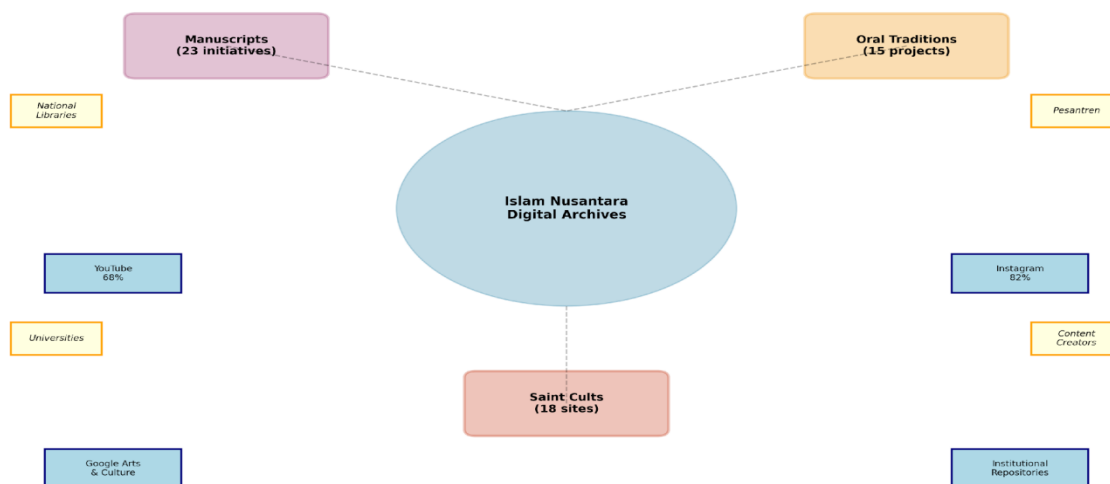 Manuscripts
(23 initiatives)
Oral Traditions
(15 projects)
National
Libraries
Pesantren
Islam Nusantara
Digital Archives
YouTube
68%
Instagram
82%
Universities
Content
Creators
Saint Cults
(18 sites)
Google Arts
& Culture
Institutional
Repositories